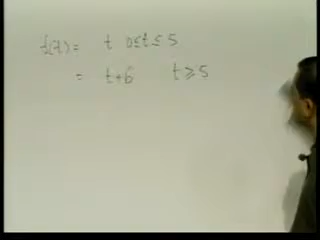 f(t) = t 0≤t≤5
= t+6 t≥5